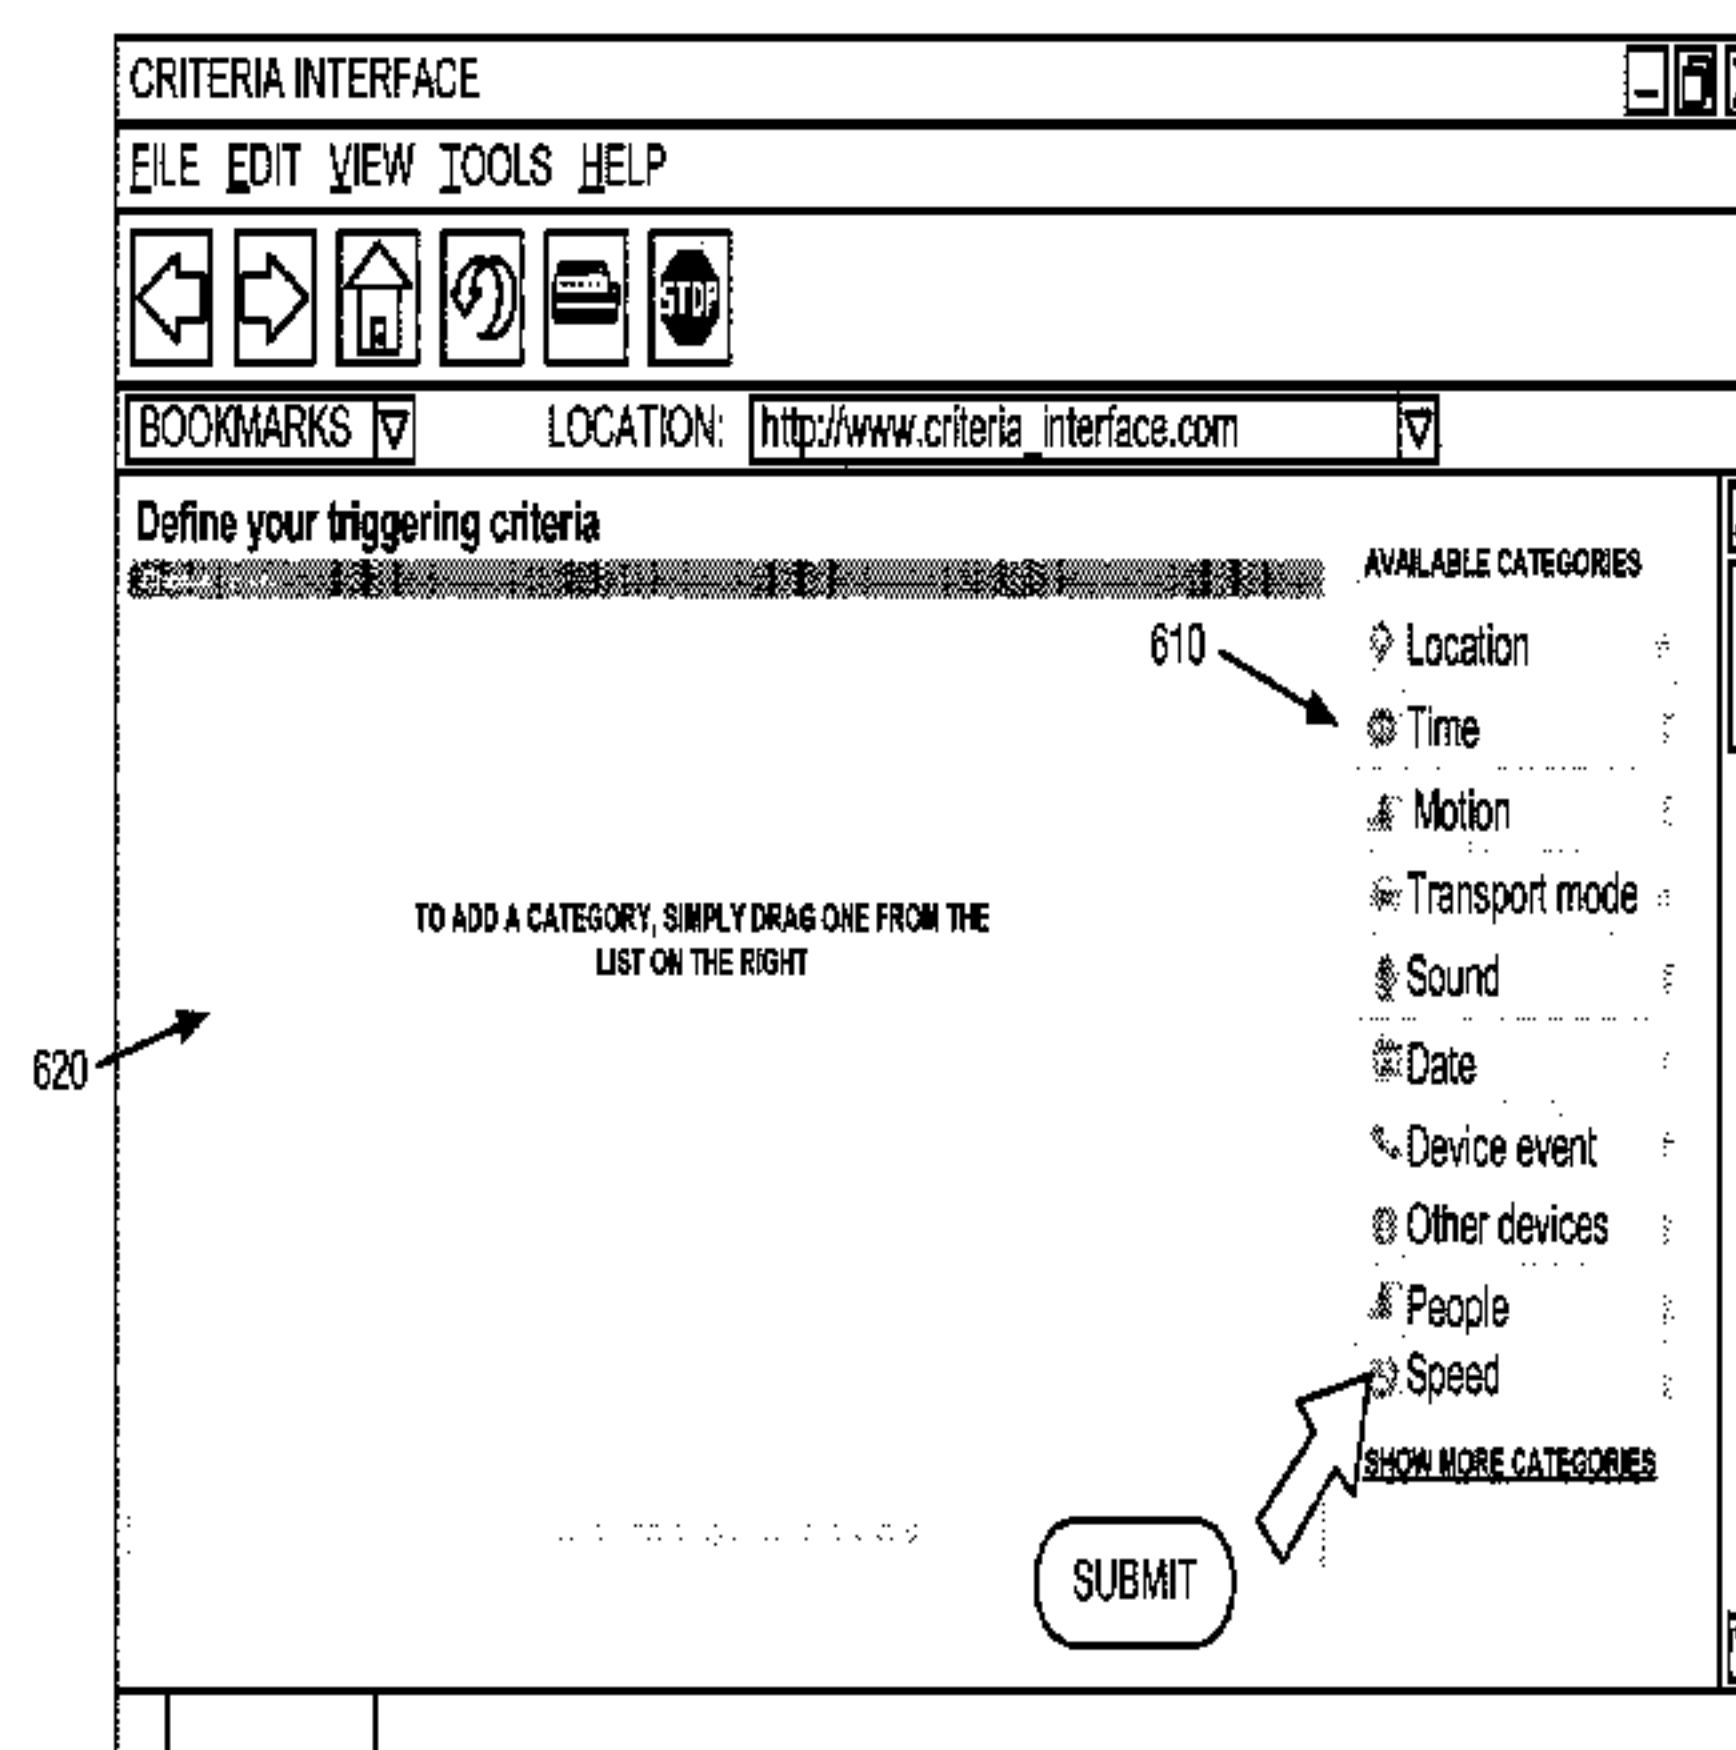 CRITERIA INTERFACE
FILE EDIT VIEW TOOLS HELP
STOP
BOOKMARKS LOCATION: http://www.criteria_interface.com
Define your triggering criteria
AVAILABLE CATEGORIES
610
Location
Time
Motion
Transport mode
TO ADD A CATEGORY, SIMPLY DRAG ONE FROM THE
LIST ON THE RIGHT
Sound
620
Date
Device event
Other devices
People
Speed
SHOW MORE CATEGORIES
SUBMIT